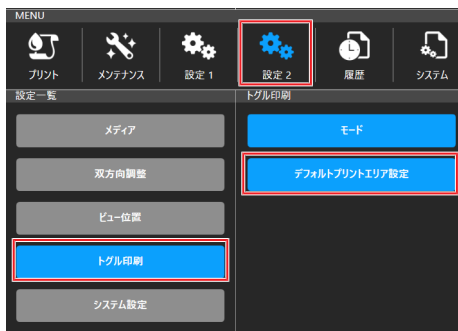 MENU
プリント
メンテナンス
設定 1
設定 2
履歴
システム
設定一覧
トグル印刷
メディア
モード
双方向調整
デフォルトプリントエリア設定
ビュー位置
トグル印刷
システム設定